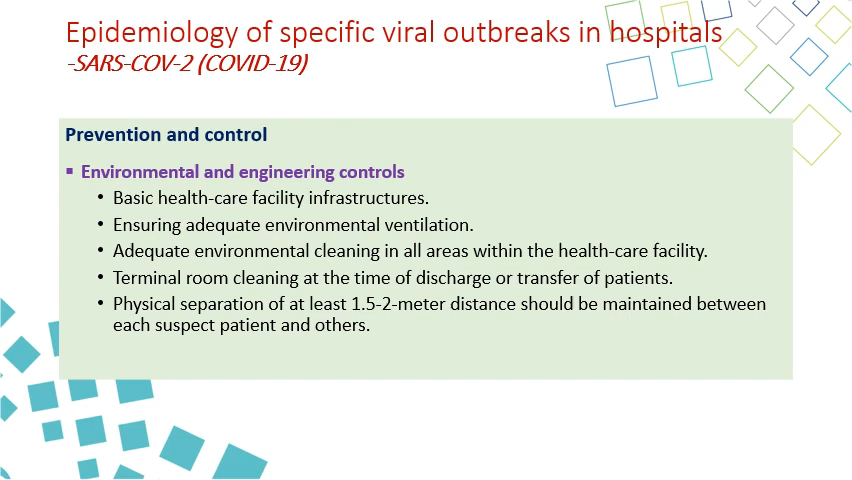 Epidemiology of specific viral outbreaks in hospitals
-SARS-COV-2 (COVID-19)
Prevention and control
▪ Environmental and engineering controls
• Basic health-care facility infrastructures.
• Ensuring adequate environmental ventilation.
• Adequate environmental cleaning in all areas within the health-care facility.
• Terminal room cleaning at the time of discharge or transfer of patients.
• Physical separation of at least 1.5-2-meter distance should be maintained between
each suspect patient and others.